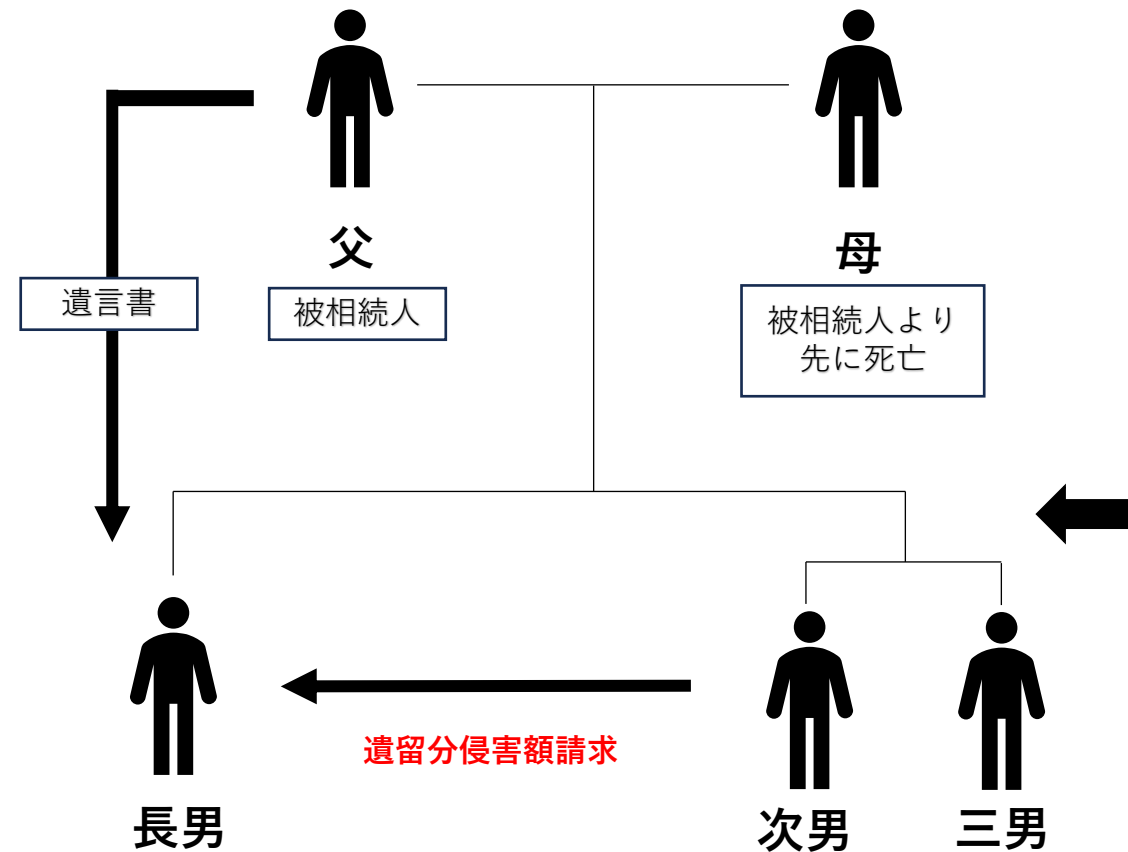 父
母
遺言書
被相続人
被相続人より
先に死亡
遺留分侵害額請求
長男
次男
三男